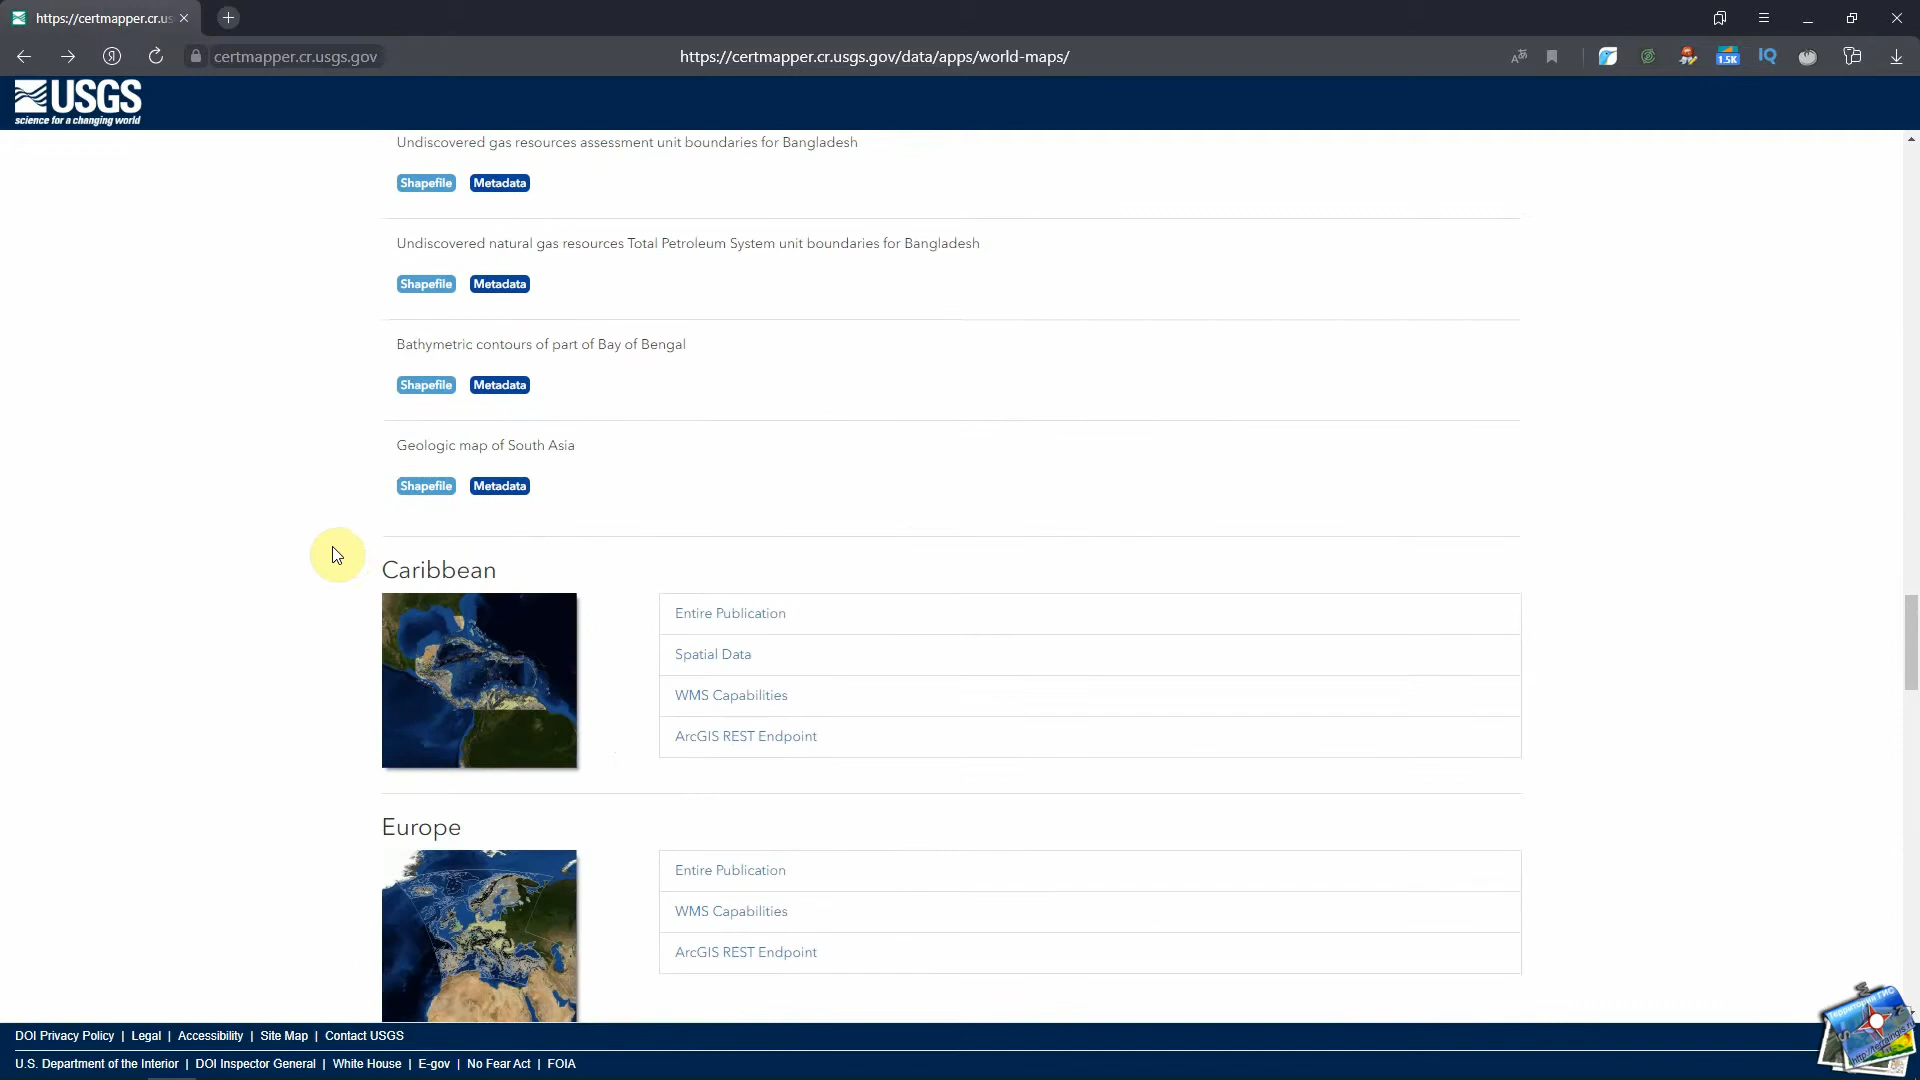 https://certmapper.cr.us
certmapper.cr.usgs.gov
https://certmapper.cr.usgs.gov/data/apps/world-maps/
1.5K
IQ
USGS
science for a changing world
Undiscovered gas resources assessment unit boundaries for Bangladesh
Shapefile Metadata
Undiscovered natural gas resources Total Petroleum System unit boundaries for Bangladesh
Shapefile Metadata
Bathymetric contours of part of Bay of Bengal
Shapefile Metadata
Geologic map of South Asia
Shapefile Metadata
Caribbean
Entire Publication
Spatial Data
WMS Capabilities
ArcGIS REST Endpoint
Europe
Entire Publication
WMS Capabilities
ArcGIS REST Endpoint
DOI Privacy Policy | Legal | Accessibility | Site Map | Contact USGS
U.S. Department of the Interior | DOI Inspector General | White House | E-gov | No Fear Act | FOIA